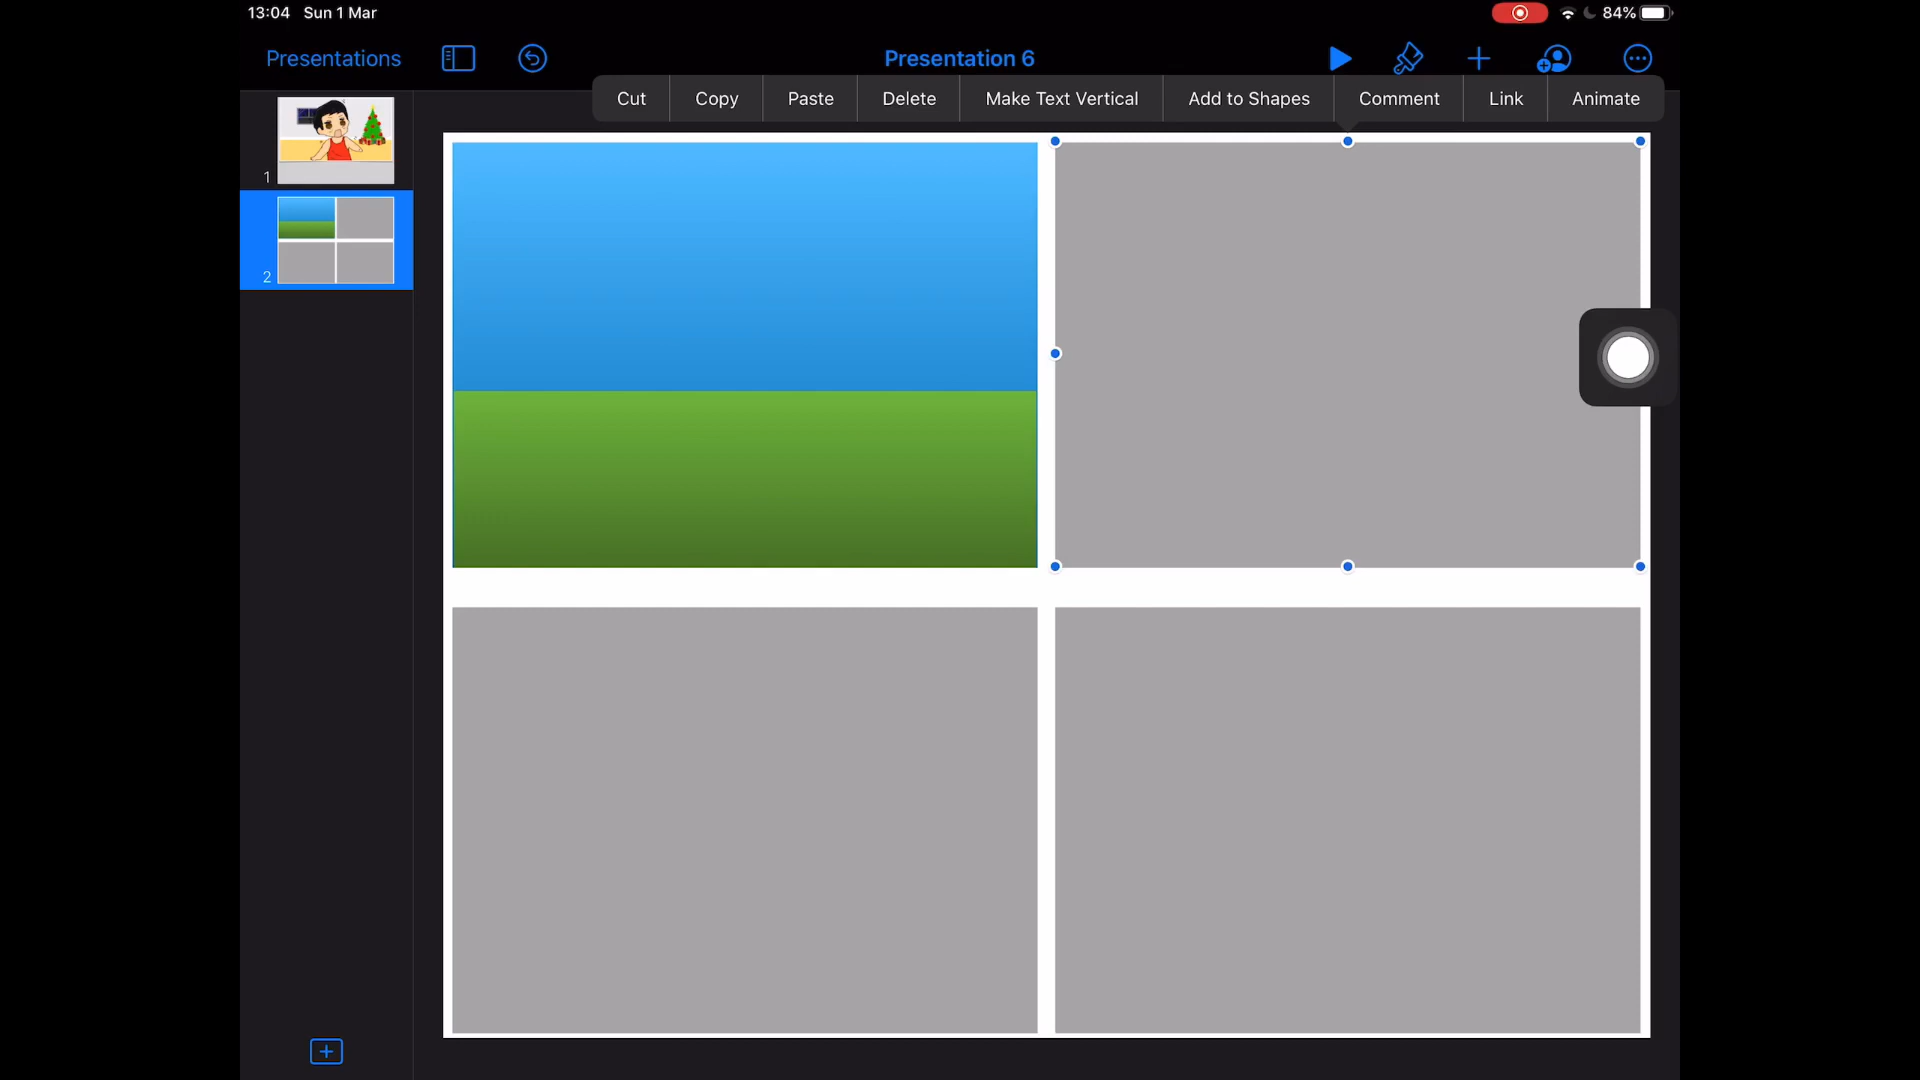 13:04 Sun 1 Mar 84%
Presentations Presentation 6
Cut Copy Paste Delete Make Text Vertical Add to Shapes Comment Link Animate
1
2